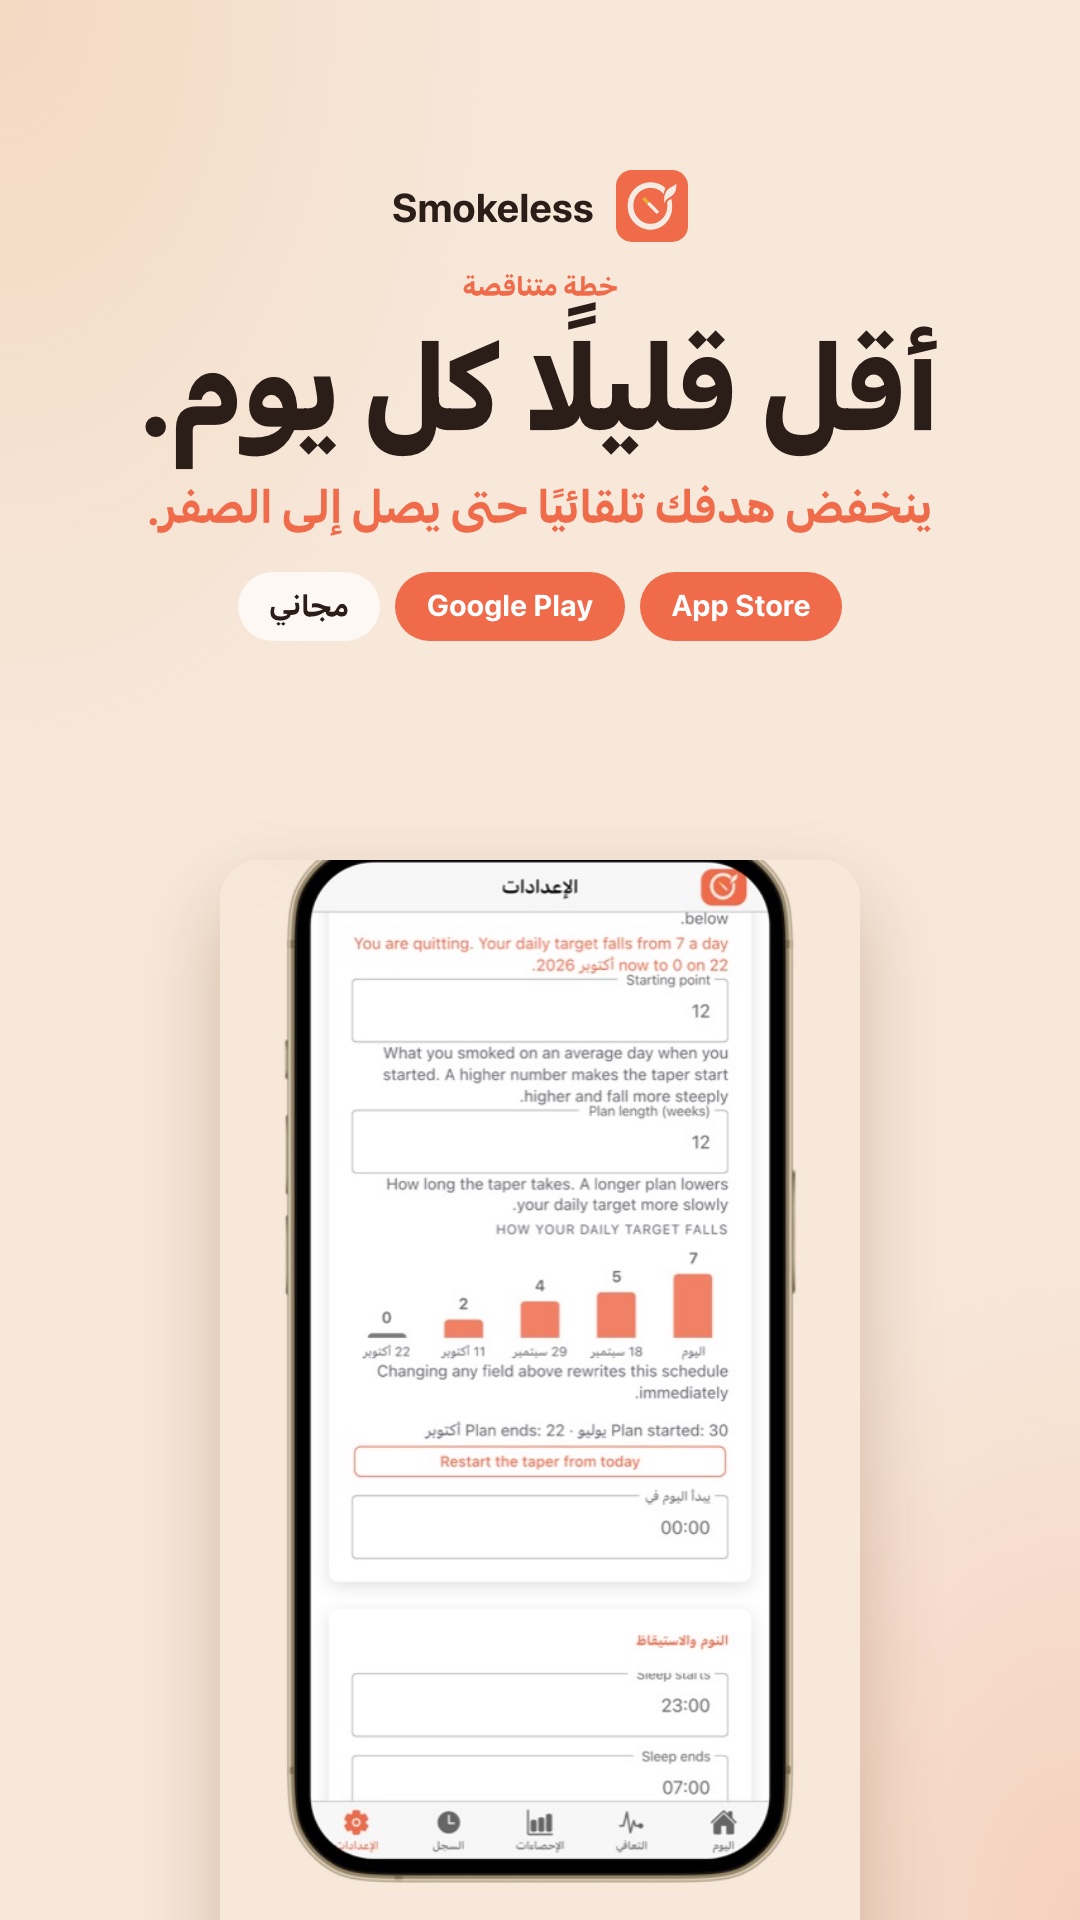 Smokeless
خطة متناقصة
أقل قليلًا كل يوم.
ينخفض هدفك تلقائيًا حتى يصل إلى الصفر.
App Store
Google Play
مجاني
الإعدادات
below.
You are quitting. Your daily target falls from 7 a day
now to 0 on 22 أكتوبر 2026.
Starting point
12
What you smoked on an average day when you
started. A higher number makes the taper start
higher and fall more steeply.
Plan length (weeks)
12
How long the taper takes. A longer plan lowers
your daily target more slowly.
HOW YOUR DAILY TARGET FALLS
7
5
4
2
0
اليوم
18 سبتمبر
29 سبتمبر
11 أكتوبر
22 أكتوبر
Changing any field above rewrites this schedule
immediately.
Plan started: 30 يوليو · Plan ends: 22 أكتوبر
Restart the taper from today
يبدأ اليوم في
00:00
النوم والاستيقاظ
Sleep starts
23:00
Sleep ends
07:00
اليوم
التعافي
الإحصاءات
السجل
الإعدادات